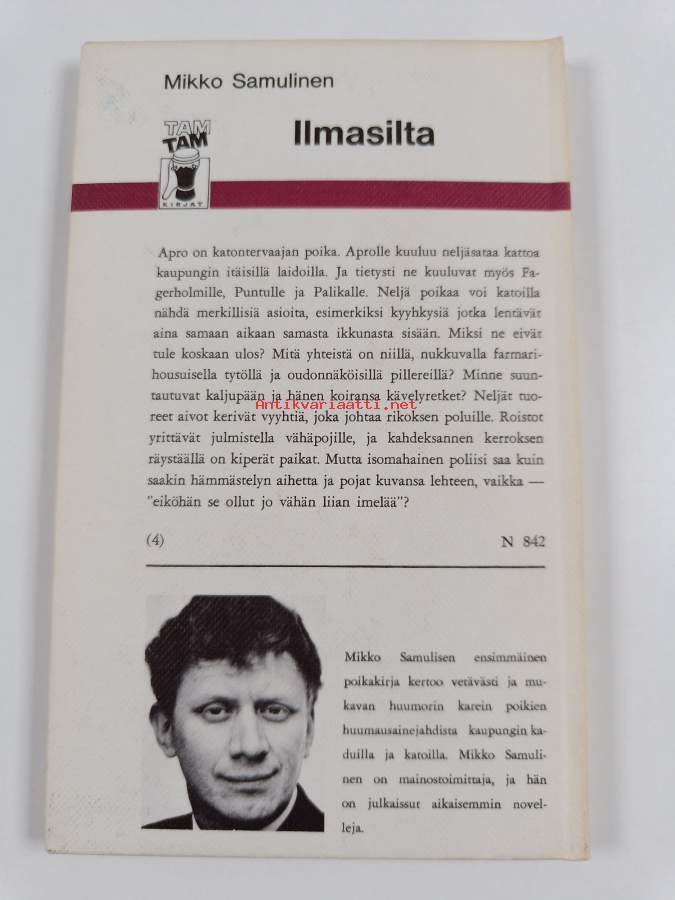 Mikko Samulinen
TAM
TAM
KIRJAT
Ilmasilta
Apro on katontervaajan poika. Aprolle kuuluu neljäsataa kattoa
kaupungin itäisillä laidoilla. Ja tietysti ne kuuluvat myös Fa-
gerholmille, Puntulle ja Palikalle. Neljä poikaa voi katoilla
nähdä merkillisiä asioita, esimerkiksi kyyhkysiä jotka lentävät
aina samaan aikaan samasta ikkunasta sisään. Miksi ne eivät
tule koskaan ulos? Mitä yhteistä on niillä, nukkuvalla farmari-
housuisella tytöllä ja oudonnäköisillä pillereillä? Minne suun-
tautuvat kaljupään ja hänen koiransa kävelyretket? Neljät tuo-
Antikvariaatti.net
reet aivot kerivät vyyhtiä, joka johtaa rikoksen poluille. Roistot
yrittävät julmistella vähäpojille, ja kahdeksannen kerroksen
räystäällä on kiperät paikat. Mutta isomahainen poliisi saa kuin
saakin hämmästelyn aihetta ja pojat kuvansa lehteen, vaikka —
"eiköhän se ollut jo vähän liian imelää"?
(4) N 842
Mikko Samulisen ensimmäinen
poikakirja kertoo vetävästi ja mu-
kavan huumorin karein poikien
huumausainejahdista kaupungin ka-
duilla ja katoilla. Mikko Samuli-
nen on mainostoimittaja, ja hän
on julkaissut aikaisemmin novel-
leja.